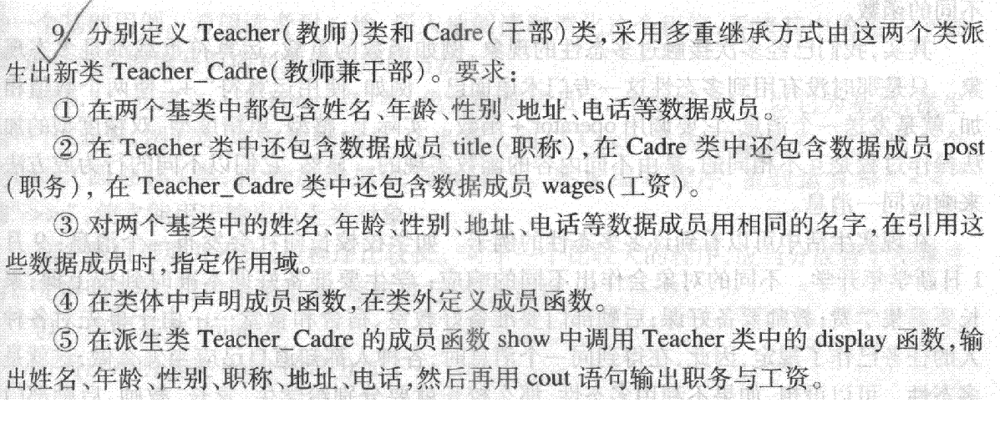 9. 分别定义 Teacher(教师)类和 Cadre(干部)类,采用多重继承方式由这两个类派
生出新类 Teacher_Cadre(教师兼干部)。要求:
① 在两个基类中都包含姓名、年龄、性别、地址、电话等数据成员。
② 在 Teacher 类中还包含数据成员 title(职称),在 Cadre 类中还包含数据成员 post
(职务), 在 Teacher_Cadre 类中还包含数据成员 wages(工资)。
③ 对两个基类中的姓名、年龄、性别、地址、电话等数据成员用相同的名字,在引用这
些数据成员时,指定作用域。
④ 在类体中声明成员函数,在类外定义成员函数。
⑤ 在派生类 Teacher_Cadre 的成员函数 show 中调用 Teacher 类中的 display 函数,输
出姓名、年龄、性别、职称、地址、电话,然后再用 cout 语句输出职务与工资。